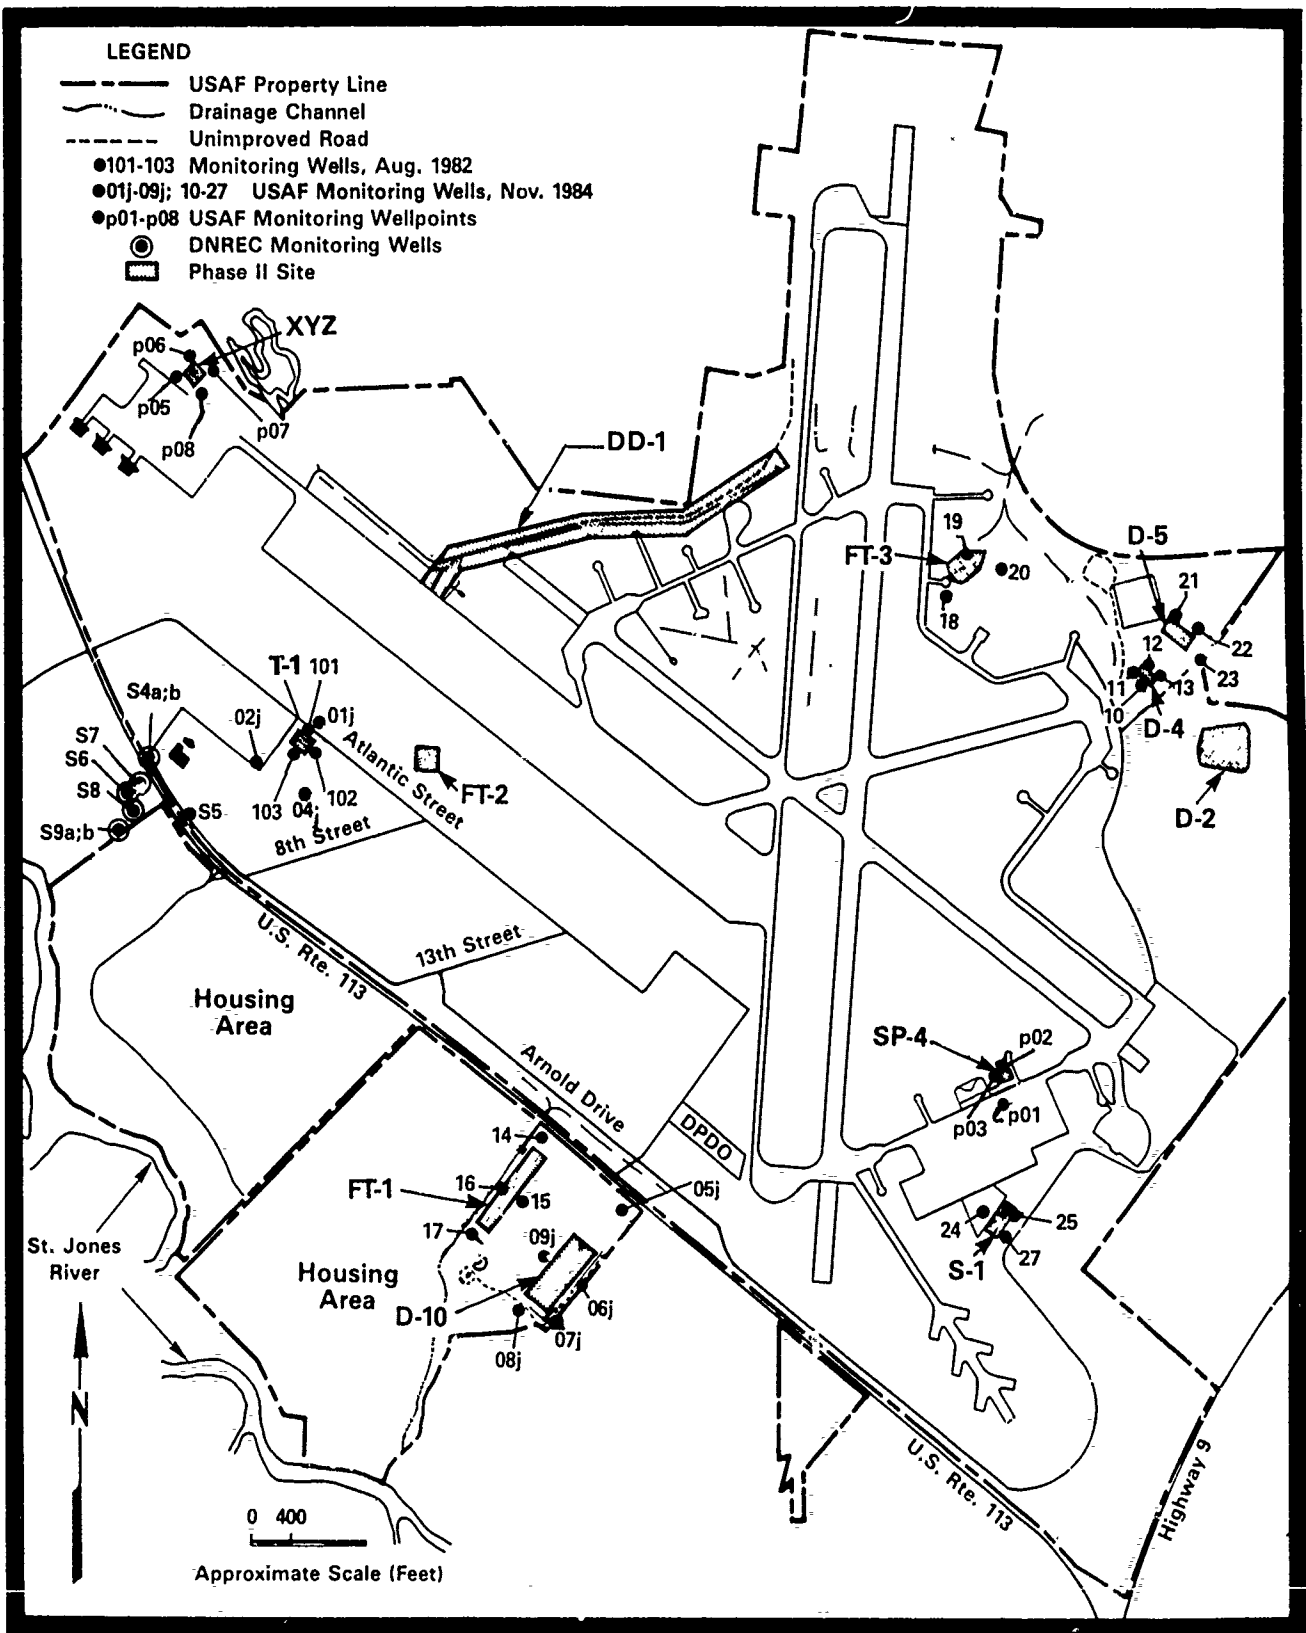 LEGEND
USAF Property Line
Drainage Channel
Unimproved Road
101-103 Monitoring Wells, Aug. 1982
01j-09j; 10-27 USAF Monitoring Wells, Nov. 1984
p01-p08 USAF Monitoring Wellpoints
DNREC Monitoring Wells
Phase II Site
XYZ
p06
p05
p07
p08
DD-1
19
FT-3
20
18
D-5
21
22
12
23
11
13
10
D-4
D-2
T-1
101
S4a;b
02j
01j
S7
S6
S8
S9a;b
S5
103
102
04j
Atlantic Street
FT-2
8th Street
13th Street
U.S. Rte. 113
Housing
Area
Arnold Drive
DPDO
SP-4
p02
p01
p03
14
16
FT-1
15
17
05j
09j
24
25
27
S-1
St. Jones
River
Housing
Area
D-10
06j
07j
08j
N
U.S. Rte. 113
Highway 9
0 400
Approximate Scale (Feet)